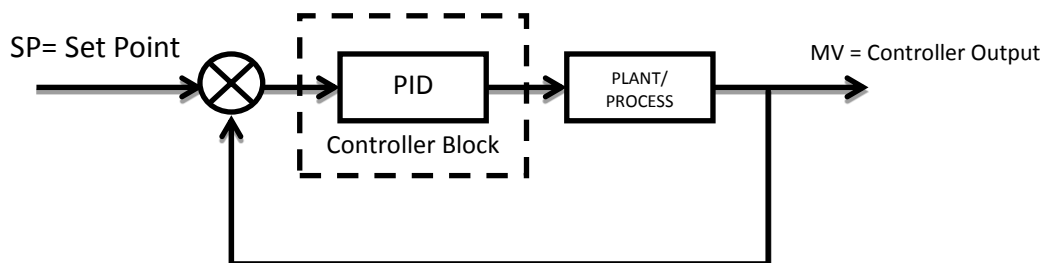 SP= Set Point
PID
Controller Block
PLANT/
PROCESS
MV = Controller Output